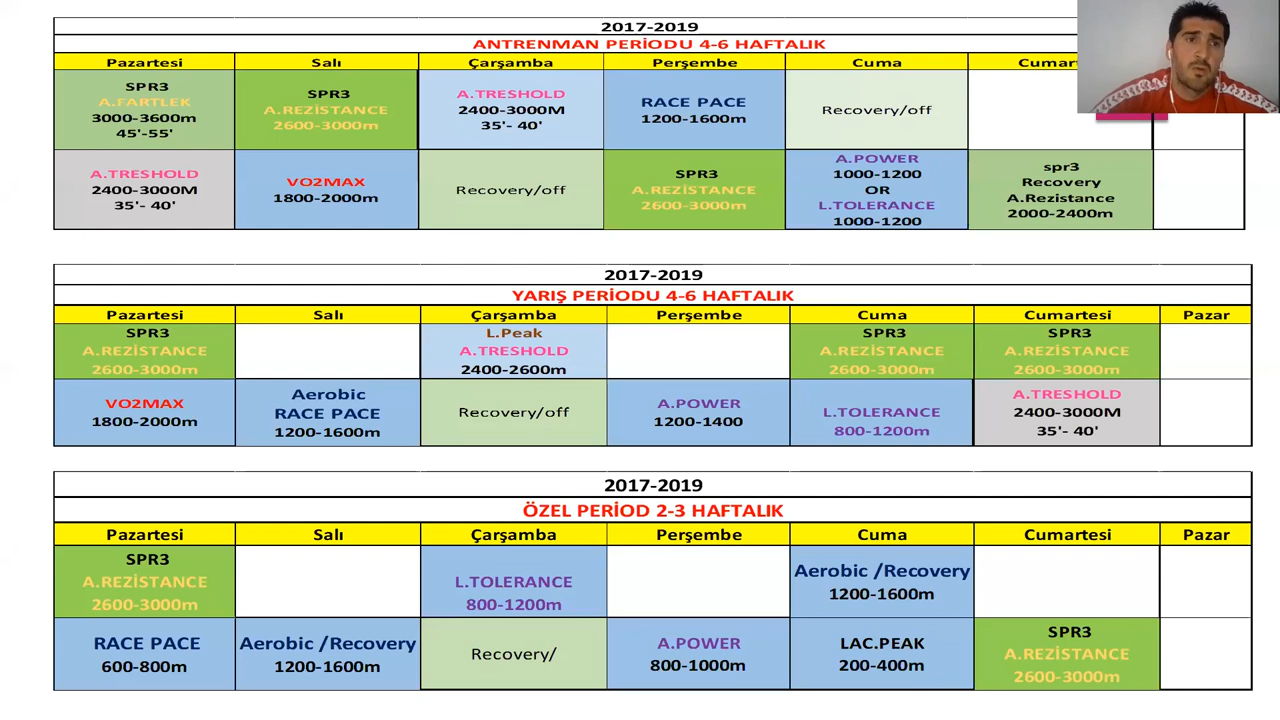 2017-2019
ANTRENMAN PERİODU 4-6 HAFTALIK
Pazartesi Salı Çarşamba Perşembe Cuma
SPR3
A.FARTLEK
3000-3600m
45'-55'
SPR3
A.REZİSTANCE
2600-3000m
A.TRESHOLD
2400-3000M
35'- 40'
RACE PACE
1200-1600m
Recovery/off
A.TRESHOLD
2400-3000M
35'- 40'
VO2MAX
1800-2000m
Recovery/off
SPR3
A.REZİSTANCE
2600-3000m
A.POWER
1000-1200
OR
L.TOLERANCE
1000-1200
spr3
Recovery
A.Rezistance
2000-2400m
2017-2019
YARIŞ PERİODU 4-6 HAFTALIK
Pazartesi Salı Çarşamba Perşembe Cuma Cumartesi Pazar
SPR3
A.REZİSTANCE
2600-3000m
L.Peak
A.TRESHOLD
2400-2600m
SPR3
A.REZİSTANCE
2600-3000m
SPR3
A.REZİSTANCE
2600-3000m
VO2MAX
1800-2000m
Aerobic
RACE PACE
1200-1600m
Recovery/off
A.POWER
1200-1400
L.TOLERANCE
800-1200m
A.TRESHOLD
2400-3000M
35'- 40'
2017-2019
ÖZEL PERİOD 2-3 HAFTALIK
Pazartesi Salı Çarşamba Perşembe Cuma Cumartesi Pazar
SPR3
A.REZİSTANCE
2600-3000m
L.TOLERANCE
800-1200m
Aerobic /Recovery
1200-1600m
RACE PACE
600-800m
Aerobic /Recovery
1200-1600m
Recovery/
A.POWER
800-1000m
LAC.PEAK
200-400m
SPR3
A.REZİSTANCE
2600-3000m